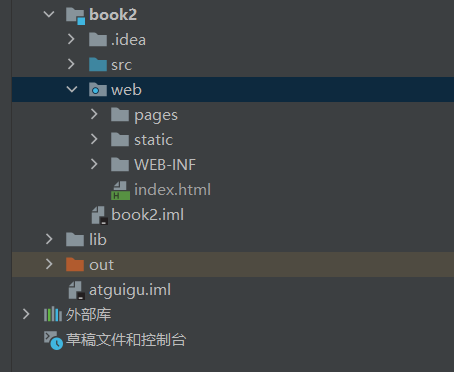 book2
.idea
src
web
pages
static
WEB-INF
index.html
book2.iml
lib
out
atguigu.iml
外部库
草稿文件和控制台